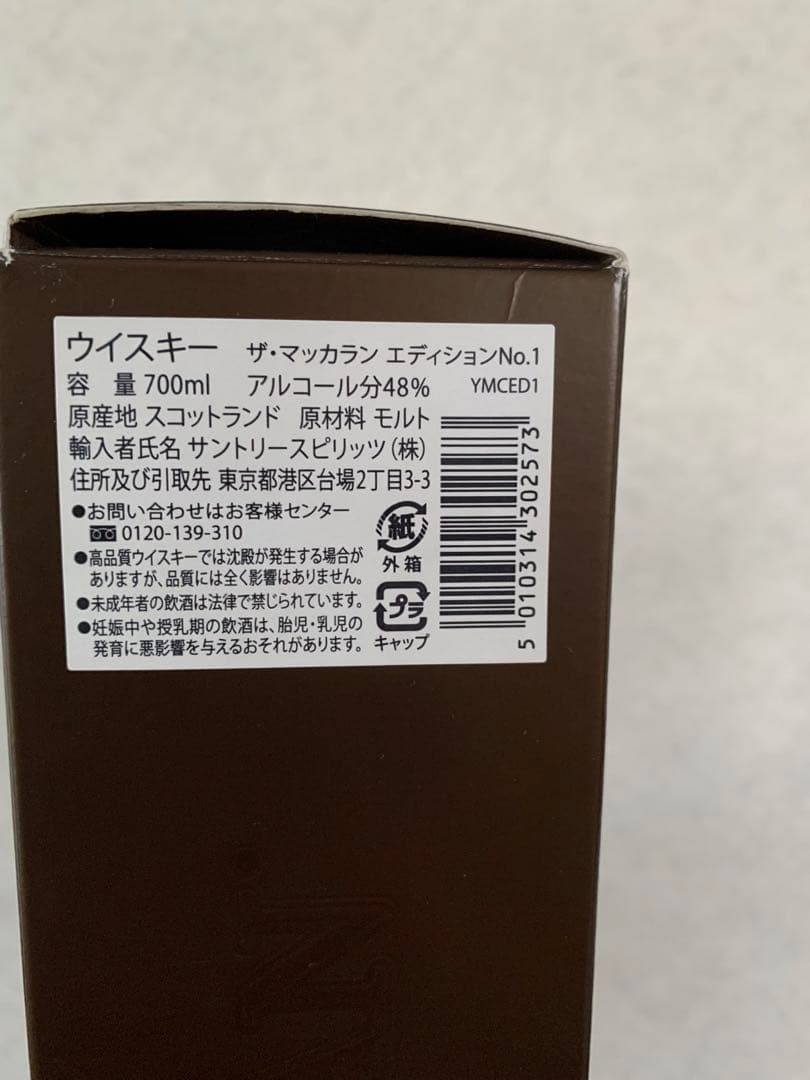 ウイスキー ザ・マッカラン エディションNo.1
容 量 700ml アルコール分48% YMCED1
原産地 スコットランド 原材料 モルト
輸入者氏名 サントリースピリッツ(株)
住所及び引取先 東京都港区台場2丁目3-3
●お問い合わせはお客様センター
0120-139-310
●高品質ウイスキーでは沈殿が発生する場合が
ありますが、品質には全く影響はありません。
●未成年者の飲酒は法律で禁じられています。
●妊娠中や授乳期の飲酒は、胎児・乳児の
発育に悪影響を与えるおそれがあります。
紙
外箱
プラ
キャップ
5 010314 302573